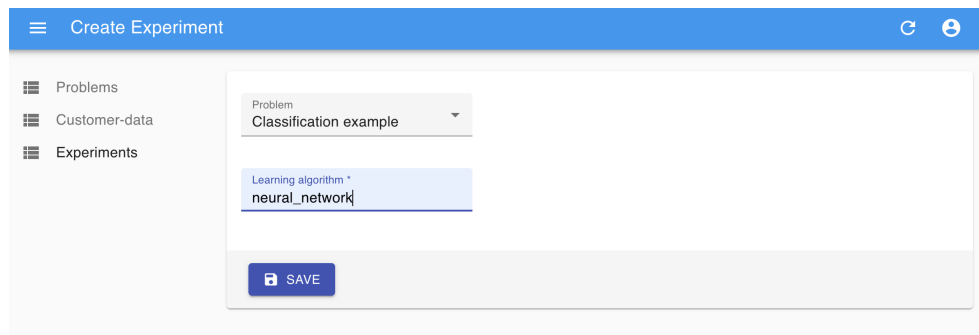 Create Experiment
Problems
Customer-data
Experiments
Problem
Classification example
Learning algorithm *
neural_network
SAVE